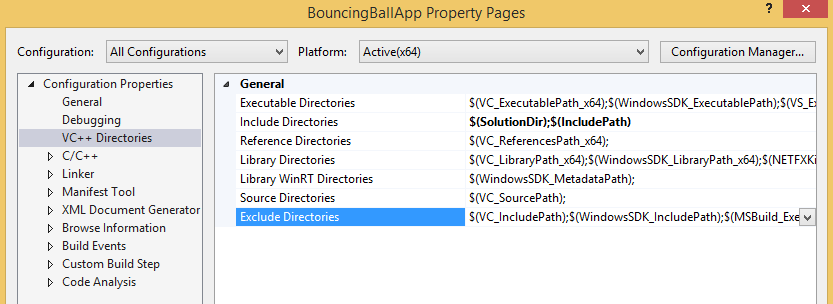 BouncingBallApp Property Pages
?
Configuration: All Configurations Platform: Active(x64) Configuration Manager...
Configuration Properties
General
Debugging
VC++ Directories
C/C++
Linker
Manifest Tool
XML Document Generator
Browse Information
Build Events
Custom Build Step
Code Analysis
General
Executable Directories $(VC_ExecutablePath_x64);$(WindowsSDK_ExecutablePath);$(VS_E
Include Directories $(SolutionDir);$(IncludePath)
Reference Directories $(VC_ReferencesPath_x64);
Library Directories $(VC_LibraryPath_x64);$(WindowsSDK_LibraryPath_x64);$(NETFXKi
Library WinRT Directories $(WindowsSDK_MetadataPath);
Source Directories $(VC_SourcePath);
Exclude Directories $(VC_IncludePath);$(WindowsSDK_IncludePath);$(MSBuild_Exe